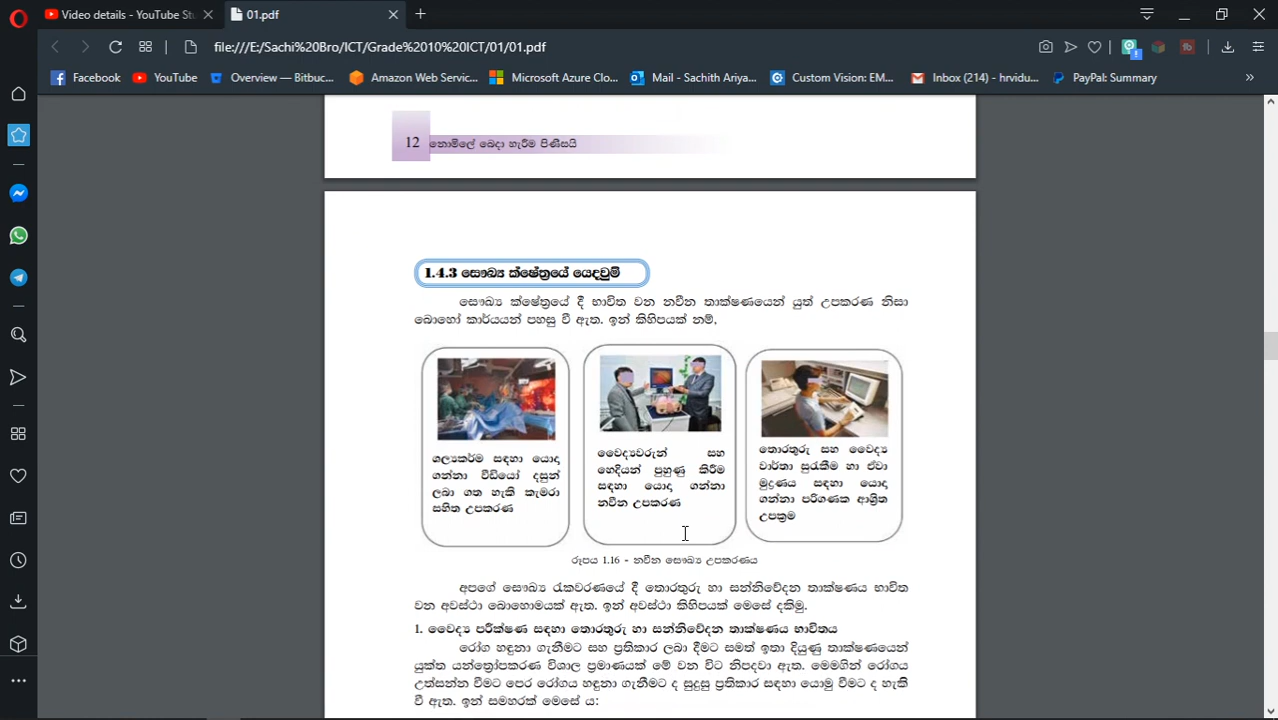 Video details - YouTube St
01.pdf
file:///E:/Sachi%20Bro/ICT/Grade%2010%20ICT/01/01.pdf
Facebook
YouTube
Overview — Bitbuc...
Amazon Web Servic...
Microsoft Azure Clo...
Mail - Sachith Ariya...
Custom Vision: EM...
Inbox (214) - hrvidu...
PayPal: Summary
»
12 නොමිලේ බෙදා හැරීම පිණිසයි
1.4.3 සෞඛ්‍ය ක්ෂේත්‍රයේ යෙදවුම්
සෞඛ්‍ය ක්ෂේත්‍රයේ දී භාවිත වන නවීන තාක්ෂණයෙන් යුත් උපකරණ නිසා
බොහෝ කාර්යයන් පහසු වී ඇත. ඉන් කිහිපයක් නම්,
ශල්‍යකර්ම සඳහා යොදා
ගන්නා වීඩියෝ දසුන්
ලබා ගත හැකි කැමරා
සහිත උපකරණ
වෛද්‍යවරුන් සහ
හෙදියන් පුහුණු කිරීම
සඳහා යොදා ගන්නා
නවීන උපකරණ
තොරතුරු සහ වෛද්‍ය
වාර්තා සුරැකීම හා ඒවා
මුද්‍රණය සඳහා යොදා
ගන්නා පරිගණක ආශ්‍රිත
උපක්‍රම
රූපය 1.16 - නවීන සෞඛ්‍ය උපකරණය
අපගේ සෞඛ්‍ය රැකවරණයේ දී තොරතුරු හා සන්නිවේදන තාක්ෂණය භාවිත
වන අවස්ථා බොහොමයක් ඇත. ඉන් අවස්ථා කිහිපයක් මෙසේ දකිමු.
1. වෛද්‍ය පරීක්ෂණ සඳහා තොරතුරු හා සන්නිවේදන තාක්ෂණය භාවිතය
රෝග හඳුනා ගැනීමට සහ ප්‍රතිකාර ලබා දීමට සමත් ඉතා දියුණු තාක්ෂණයෙන්
යුක්ත යන්ත්‍රෝපකරණ විශාල ප්‍රමාණයක් මේ වන විට නිපදවා ඇත. මෙමගින් රෝගය
උත්සන්න වීමට පෙර රෝගය හඳුනා ගැනීමට ද සුදුසු ප්‍රතිකාර සඳහා යොමු වීමට ද හැකි
වී ඇත. ඉන් සමහරක් මෙසේ ය: